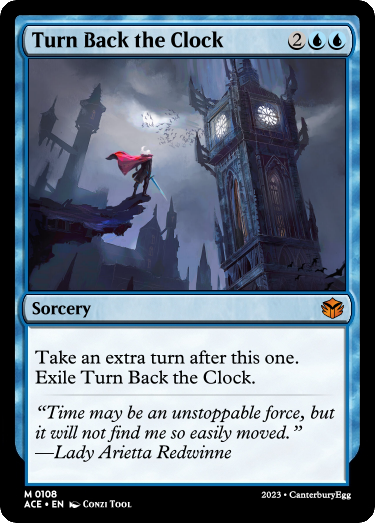 Turn Back the Clock 2
Sorcery
Take an extra turn after this one.
Exile Turn Back the Clock.
“Time may be an unstoppable force, but
it will not find me so easily moved.”
—Lady Arietta Redwinne
M 0108 2023 • CanterburyEgg
ACE • EN Conzi Tool